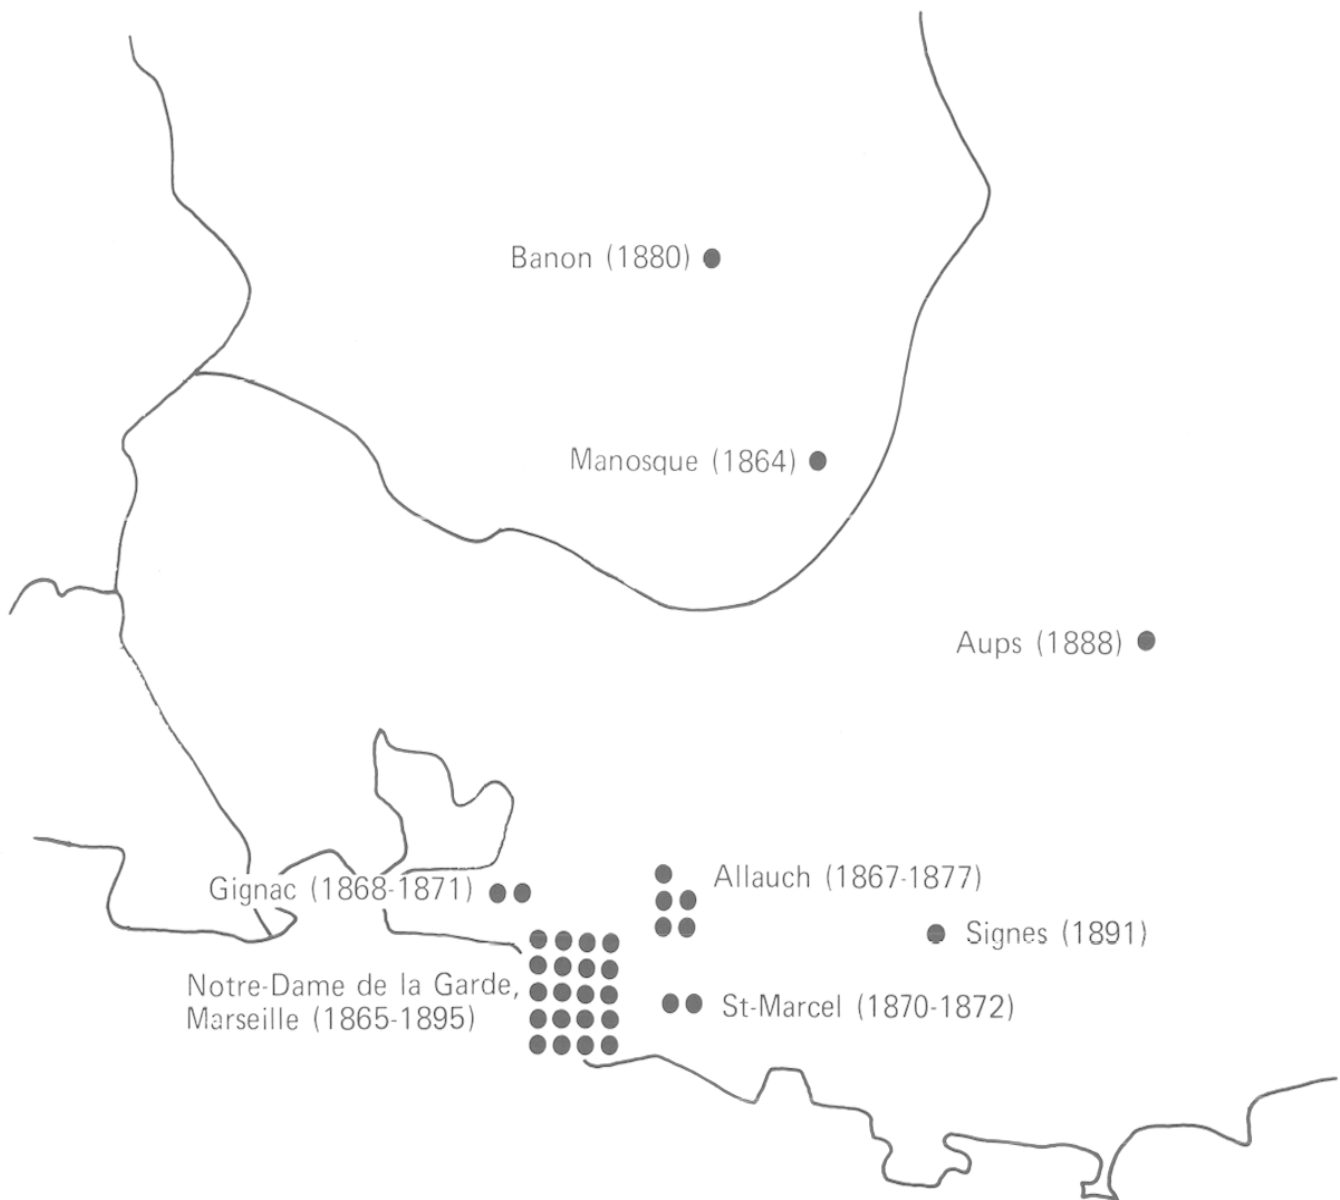 Banon (1880)
Manosque (1864)
Aups (1888)
Allauch (1867-1877)
Gignac (1868-1871)
Signes (1891)
Notre-Dame de la Garde,
Marseille (1865-1895)
St-Marcel (1870-1872)